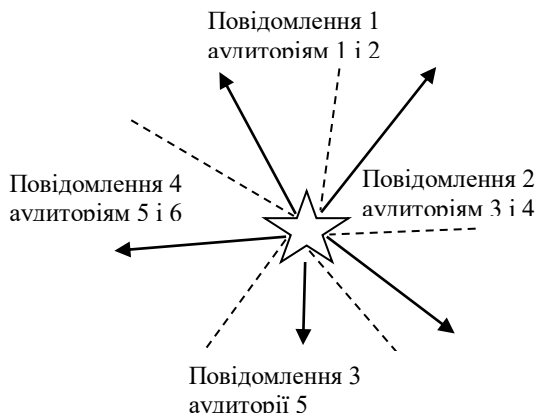 Повідомлення 1
аудиторіям 1 і 2
Повідомлення 4
аудиторіям 5 і 6
Повідомлення 2
аудиторіям 3 і 4
Повідомлення 3
аудиторії 5